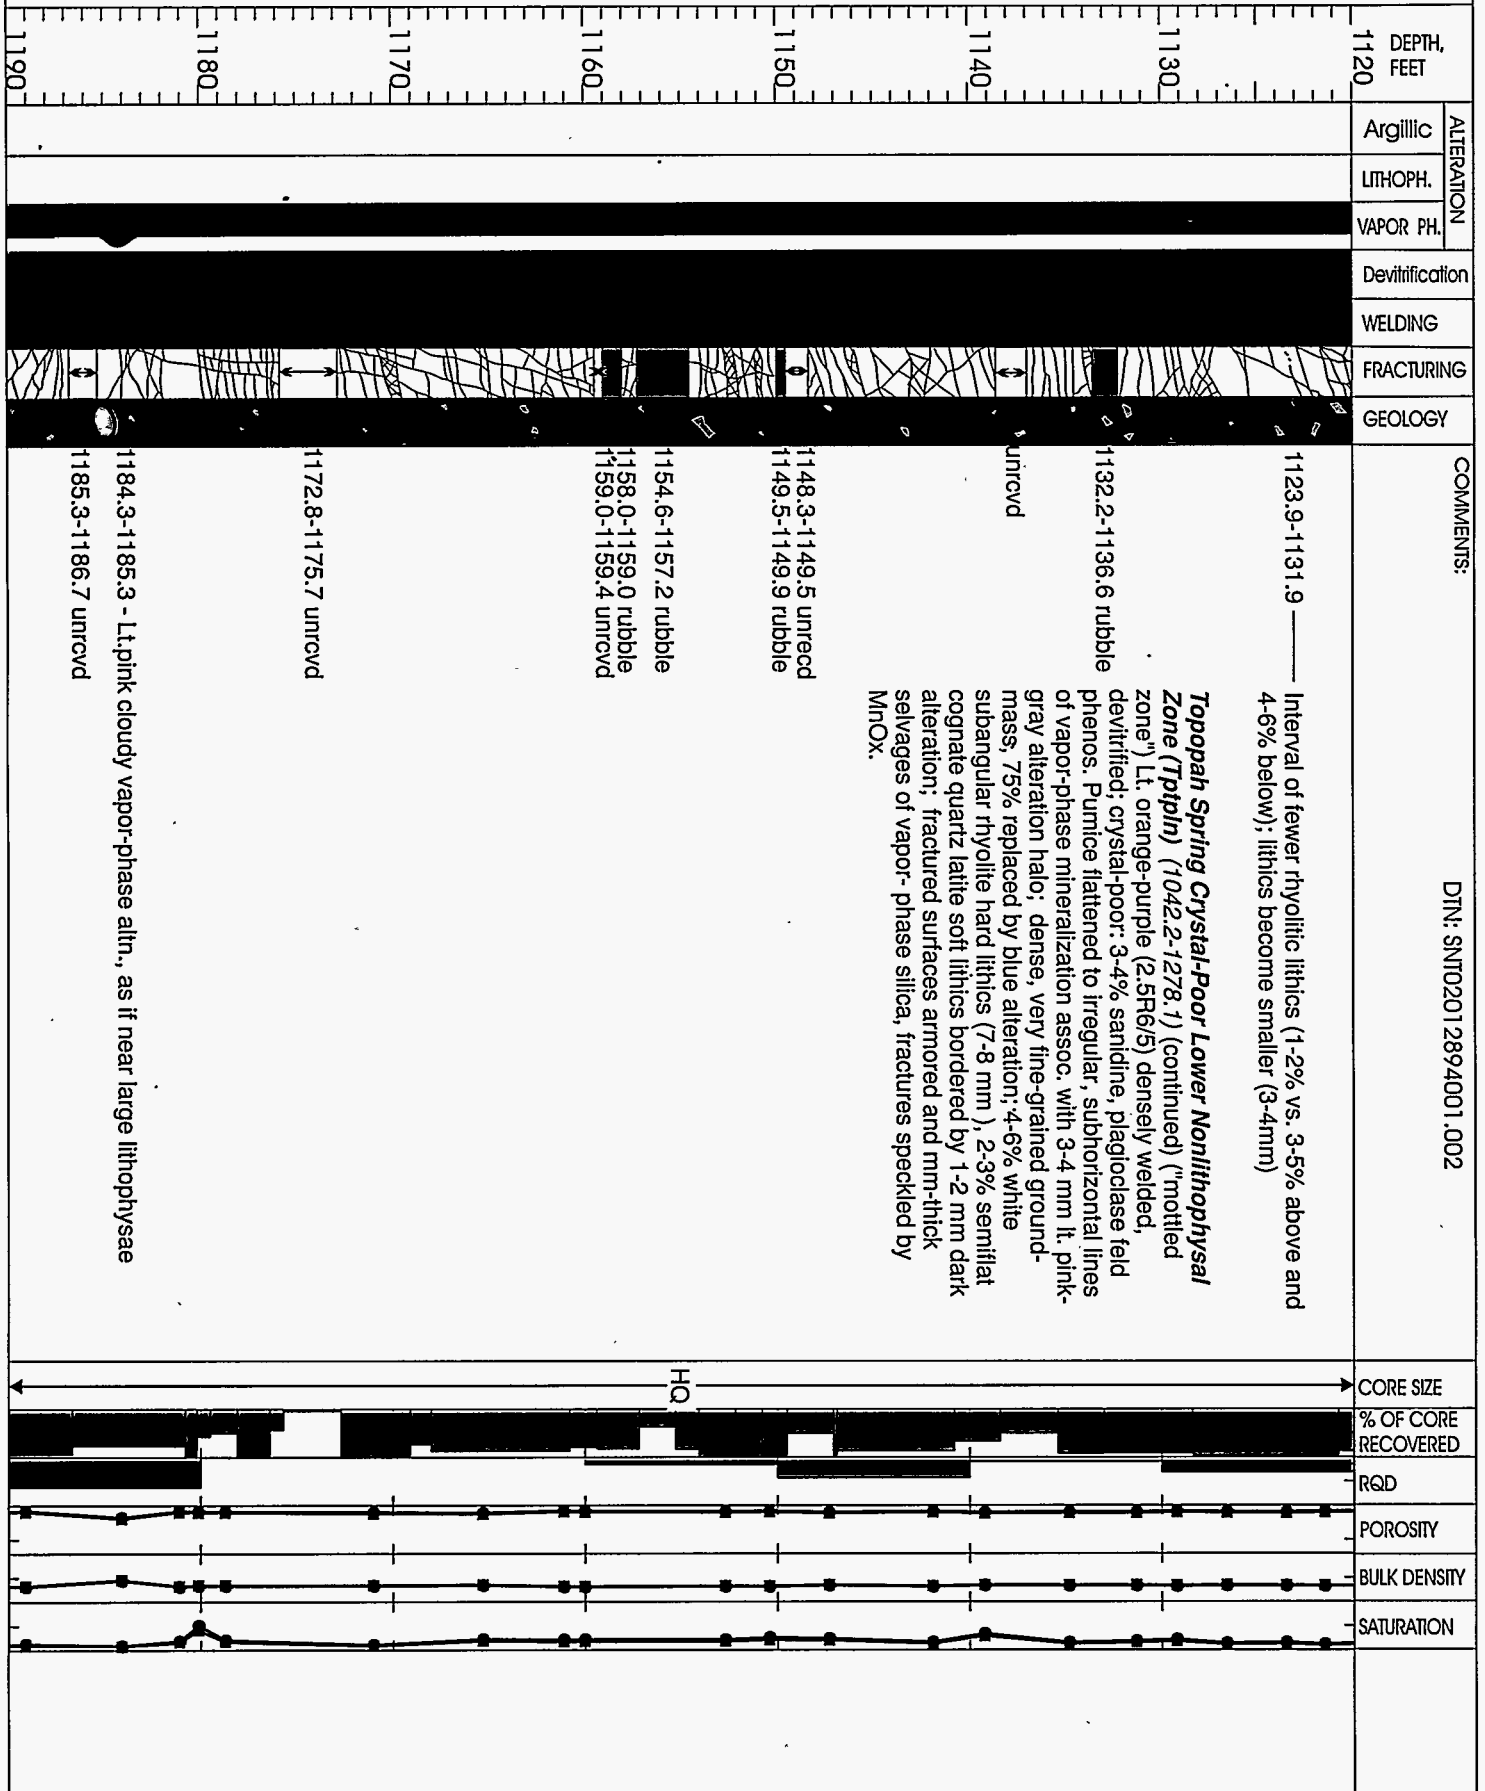 DEPTH,
FEET
ALTERATION
Argillic
LITHOPH.
VAPOR PH.
Devitrification
WELDING
FRACTURING
GEOLOGY
COMMENTS:
DTN: SNT02012894001.002
CORE SIZE
% OF CORE
RECOVERED
RQD
POROSITY
BULK DENSITY
SATURATION
1120
1130
1140
1150
1160
1170
1180
1190
1123.9-1131.9
Interval of fewer rhyolitic lithics (1-2% vs. 3-5% above and
4-6% below); lithics become smaller (3-4mm)
Topopah Spring Crystal-Poor Lower Nonlithophysal
Zone (Tptpln) (1042.2-1278.1) (continued) ("mottled
zone") Lt. orange-purple (2.5R6/5) densely welded,
devitrified; crystal-poor: 3-4% sanidine, plagioclase feld
phenos. Pumice flattened to irregular, subhorizontal lines
of vapor-phase mineralization assoc. with 3-4 mm lt. pink-
gray alteration halo; dense, very fine-grained ground-
mass, 75% replaced by blue alteration; 4-6% white
subangular rhyolite hard lithics (7-8 mm ), 2-3% semiflat
cognate quartz latite soft lithics bordered by 1-2 mm dark
alteration; fractured surfaces armored and mm-thick
selvages of vapor- phase silica, fractures speckled by
MnOx.
1132.2-1136.6 rubble
unrcvd
1148.3-1149.5 unrecd
1149.5-1149.9 rubble
1154.6-1157.2 rubble
1158.0-1159.0 rubble
1159.0-1159.4 unrcvd
1172.8-1175.7 unrcvd
1184.3-1185.3 - Lt.pink cloudy vapor-phase altn., as if near large lithophysae
1185.3-1186.7 unrcvd
HQ